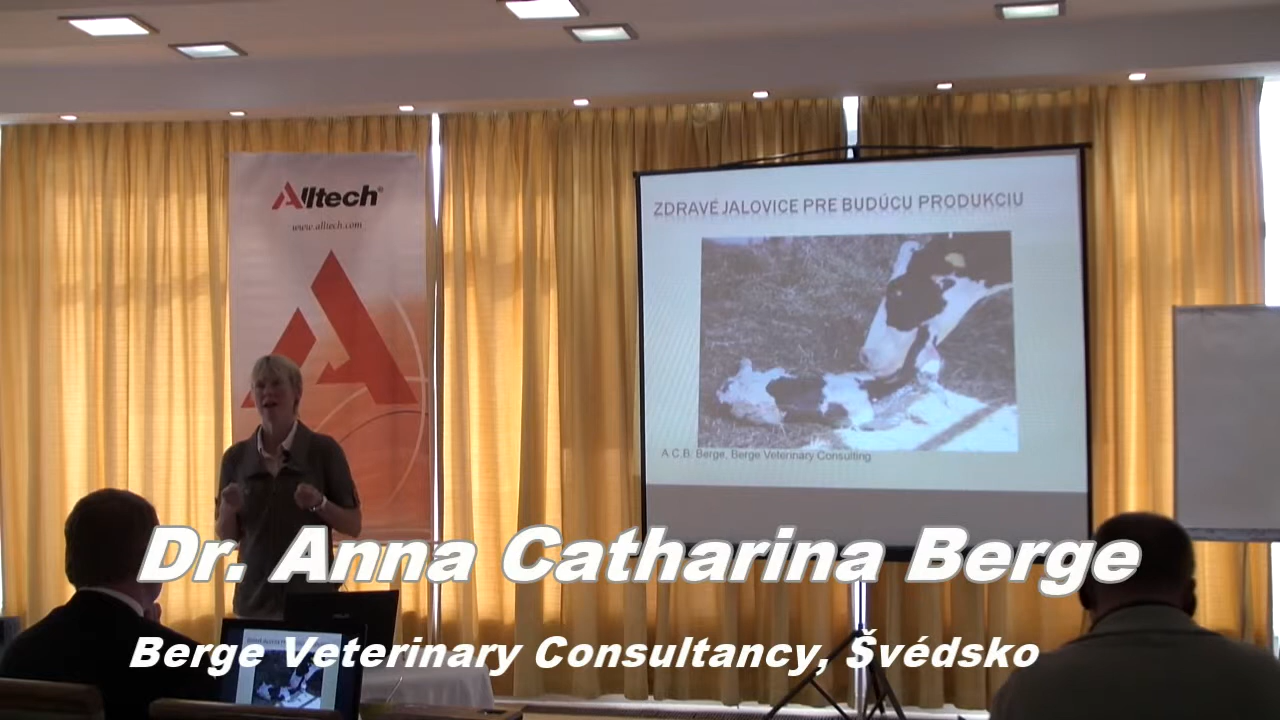 Alltech®
www.alltech.com
ZDRAVÉ JALOVICE PRE BUDÚCU PRODUKCIU
A.C.B. Berge, Berge Veterinary Consulting
Dr. Anna Catharina Berge
Berge Veterinary Consultancy, Švédsko